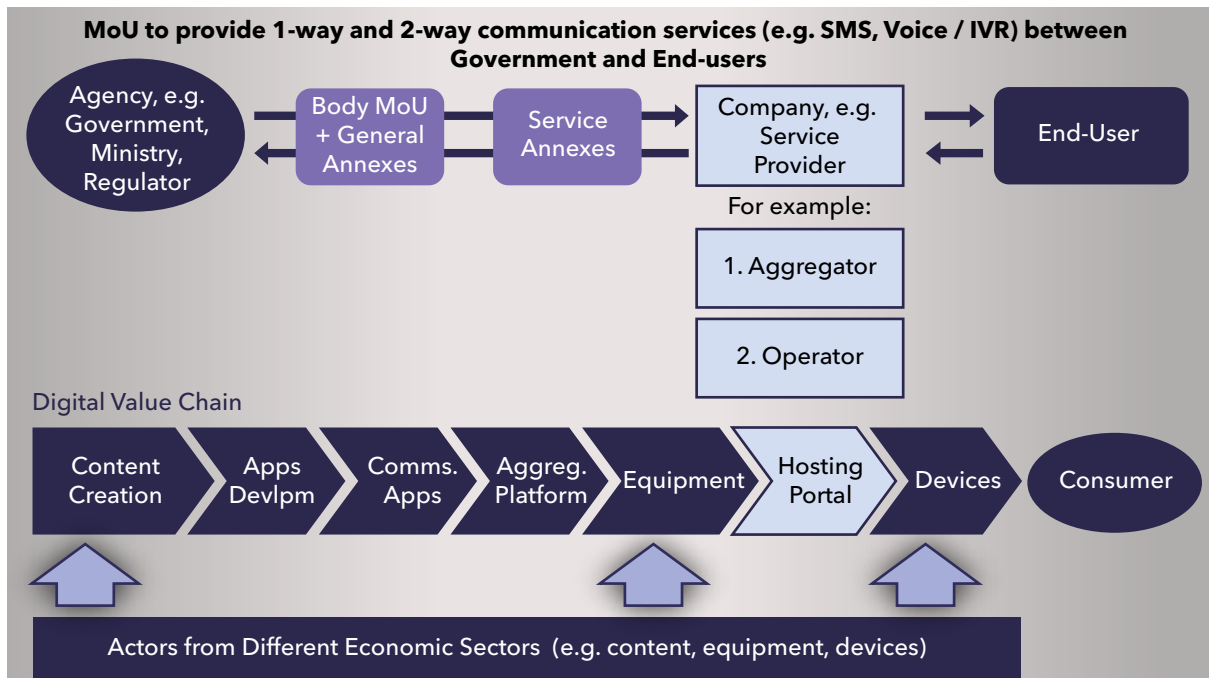 MoU to provide 1-way and 2-way communication services (e.g. SMS, Voice / IVR) between
Government and End-users
Agency, e.g.
Government,
Ministry,
Regulator
Body MoU
+ General
Annexes
Service
Annexes
Company, e.g.
Service
Provider
End-User
For example:
1. Aggregator
2. Operator
Digital Value Chain
Content
Creation
Apps
Devlpm
Comms.
Apps
Aggreg.
Platform
Equipment
Hosting
Portal
Devices
Consumer
Actors from Different Economic Sectors (e.g. content, equipment, devices)